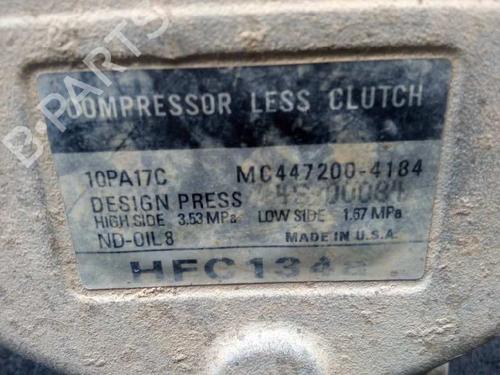 COMPRESSOR LESS CLUTCH
10PA17C MC447200-4184
DESIGN PRESS
HIGH SIDE 3.53 MPa LOW SIDE 1.67 MPa
ND-OIL8 MADE IN U.S.A.
HFC134a
B-PARTS